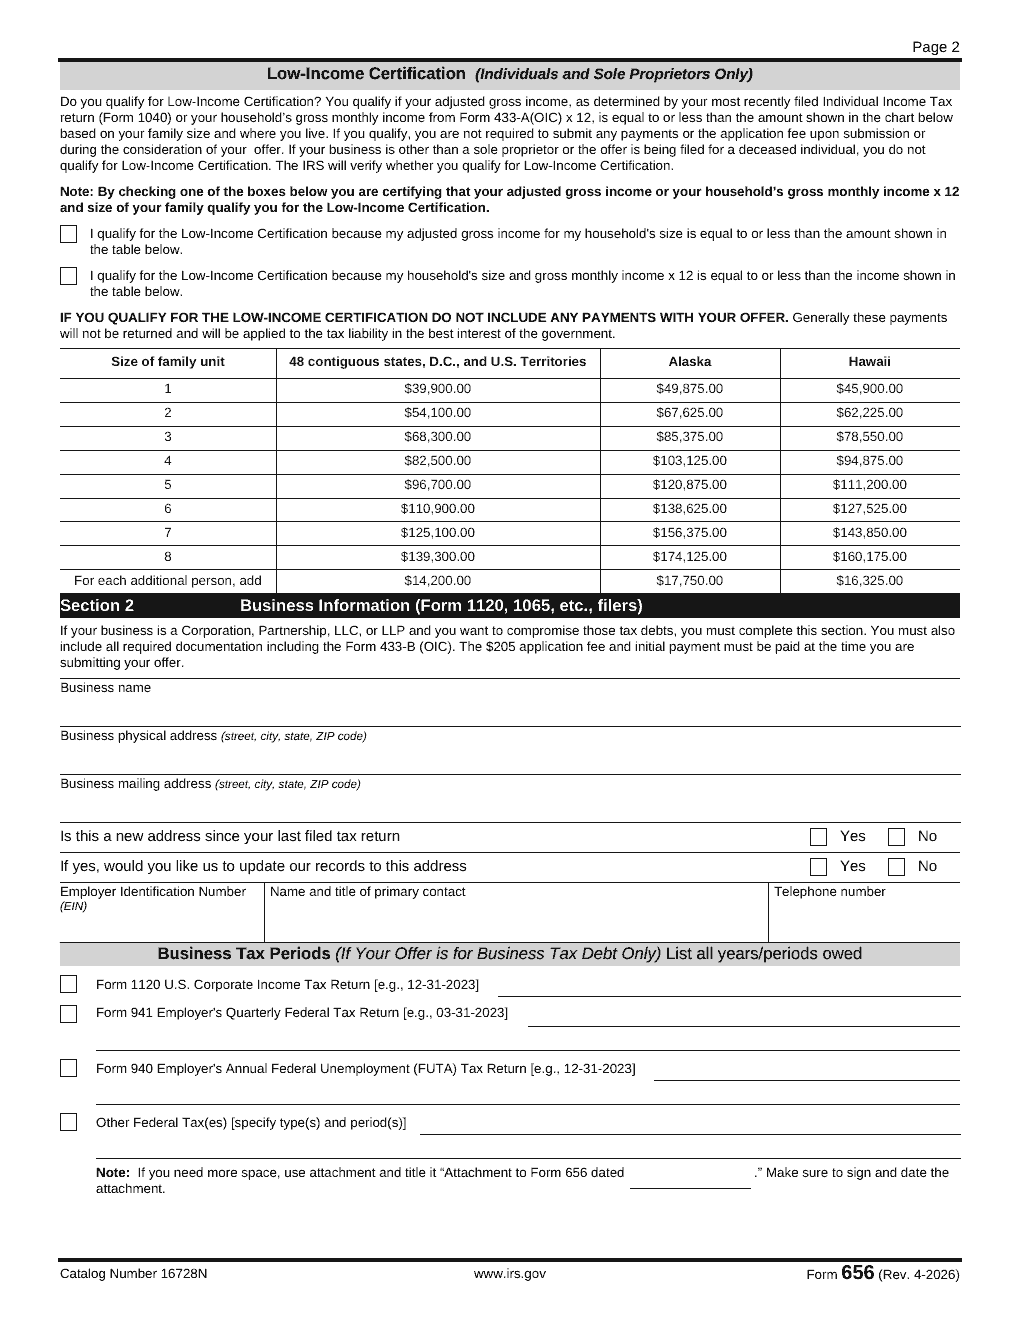 Page 2
Low-Income Certification (Individuals and Sole Proprietors Only)
Do you qualify for Low-Income Certification? You qualify if your adjusted gross income, as determined by your most recently filed Individual Income Tax
return (Form 1040) or your household's gross monthly income from Form 433-A(OIC) x 12, is equal to or less than the amount shown in the chart below
based on your family size and where you live. If you qualify, you are not required to submit any payments or the application fee upon submission or
during the consideration of your offer. If your business is other than a sole proprietor or the offer is being filed for a deceased individual, you do not
qualify for Low-Income Certification. The IRS will verify whether you qualify for Low-Income Certification.
Note: By checking one of the boxes below you are certifying that your adjusted gross income or your household's gross monthly income x 12
and size of your family qualify you for the Low-Income Certification.
I qualify for the Low-Income Certification because my adjusted gross income for my household's size is equal to or less than the amount shown in
the table below.
I qualify for the Low-Income Certification because my household's size and gross monthly income x 12 is equal to or less than the income shown in
the table below.
IF YOU QUALIFY FOR THE LOW-INCOME CERTIFICATION DO NOT INCLUDE ANY PAYMENTS WITH YOUR OFFER. Generally these payments
will not be returned and will be applied to the tax liability in the best interest of the government.
Size of family unit 48 contiguous states, D.C., and U.S. Territories Alaska Hawaii
1 $39,900.00 $49,875.00 $45,900.00
2 $54,100.00 $67,625.00 $62,225.00
3 $68,300.00 $85,375.00 $78,550.00
4 $82,500.00 $103,125.00 $94,875.00
5 $96,700.00 $120,875.00 $111,200.00
6 $110,900.00 $138,625.00 $127,525.00
7 $125,100.00 $156,375.00 $143,850.00
8 $139,300.00 $174,125.00 $160,175.00
For each additional person, add $14,200.00 $17,750.00 $16,325.00
Section 2 Business Information (Form 1120, 1065, etc., filers)
If your business is a Corporation, Partnership, LLC, or LLP and you want to compromise those tax debts, you must complete this section. You must also
include all required documentation including the Form 433-B (OIC). The $205 application fee and initial payment must be paid at the time you are
submitting your offer.
Business name
Business physical address (street, city, state, ZIP code)
Business mailing address (street, city, state, ZIP code)
Is this a new address since your last filed tax return Yes No
If yes, would you like us to update our records to this address Yes No
Employer Identification Number Name and title of primary contact Telephone number
(EIN)
Business Tax Periods (If Your Offer is for Business Tax Debt Only) List all years/periods owed
Form 1120 U.S. Corporate Income Tax Return [e.g., 12-31-2023]
Form 941 Employer's Quarterly Federal Tax Return [e.g., 03-31-2023]
Form 940 Employer's Annual Federal Unemployment (FUTA) Tax Return [e.g., 12-31-2023]
Other Federal Tax(es) [specify type(s) and period(s)]
Note: If you need more space, use attachment and title it “Attachment to Form 656 dated .” Make sure to sign and date the
attachment.
Catalog Number 16728N www.irs.gov Form 656 (Rev. 4-2026)